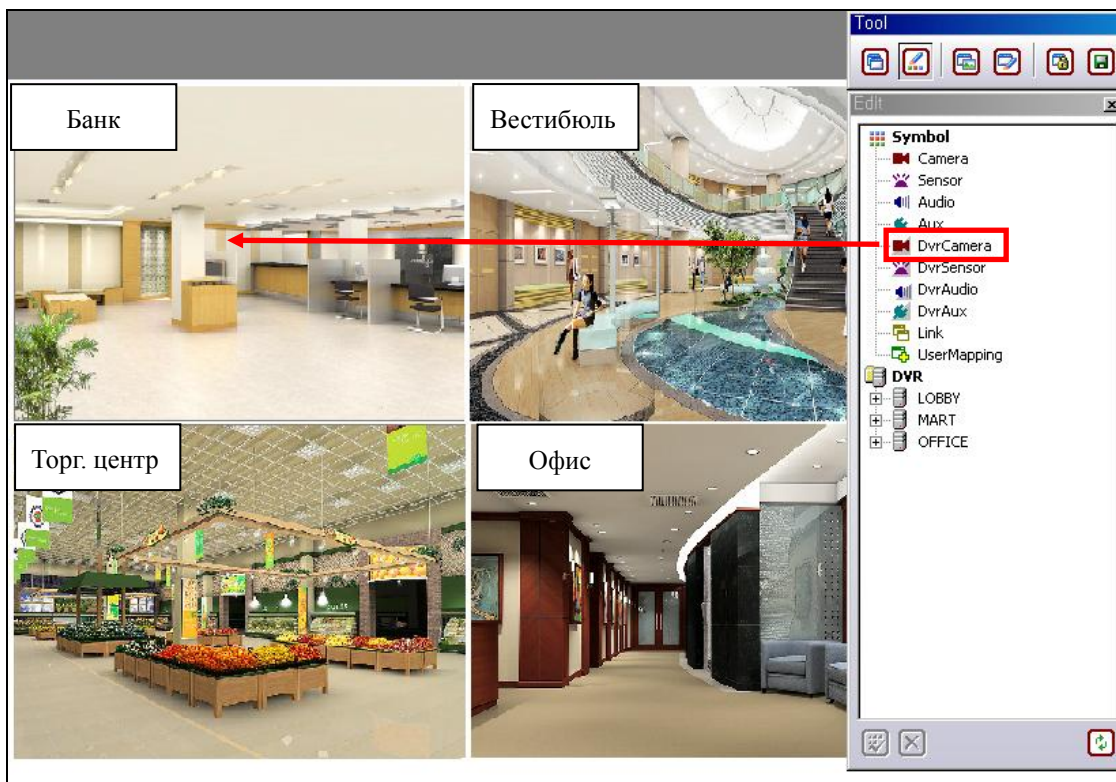 Tool
Edit
Банк
Вестибюль
Symbol
Camera
Sensor
Audio
Aux
DvrCamera
DvrSensor
DvrAudio
DvrAux
Link
UserMapping
DVR
LOBBY
MART
OFFICE
Торг. центр
Офис